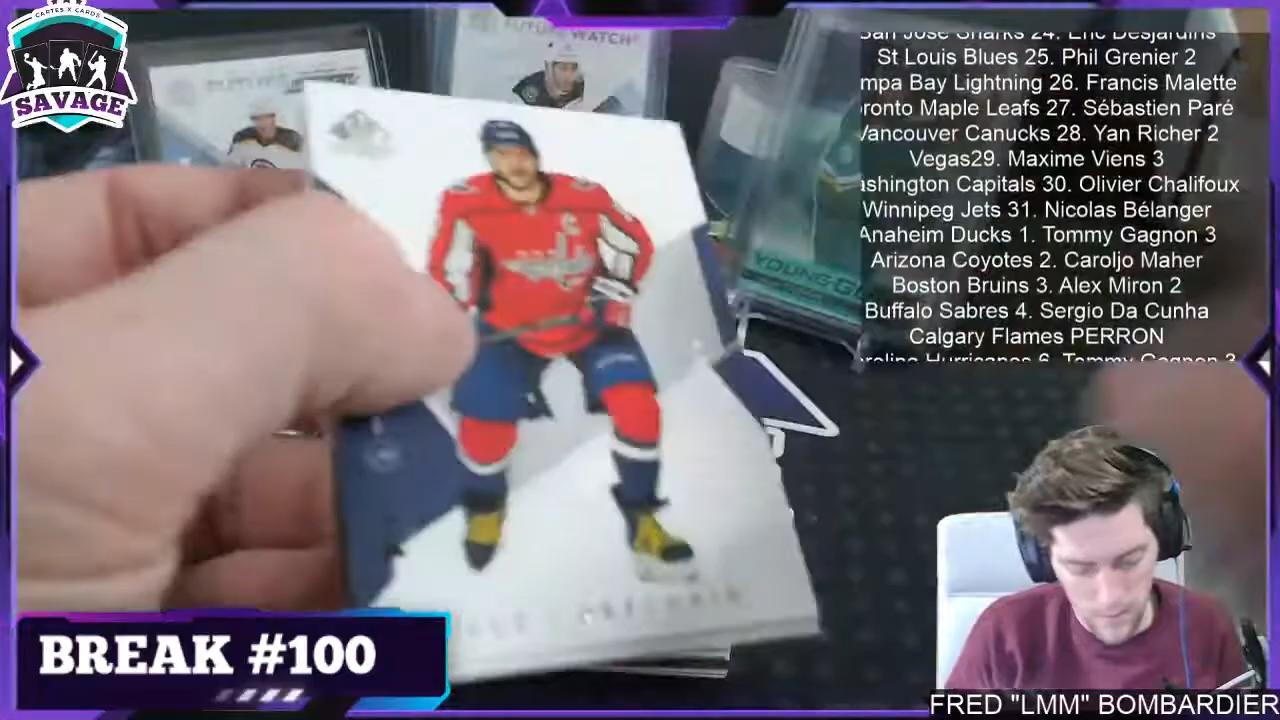 CARTES X CARDS
SAVAGE
FUTURE WATCH
YOUNG GU
San Jose Sharks 24. Eric Desjardins
St Louis Blues 25. Phil Grenier 2
mpa Bay Lightning 26. Francis Malette
oronto Maple Leafs 27. Sébastien Paré
Vancouver Canucks 28. Yan Richer 2
Vegas29. Maxime Viens 3
ashington Capitals 30. Olivier Chalifoux
Winnipeg Jets 31. Nicolas Bélanger
Anaheim Ducks 1. Tommy Gagnon 3
Arizona Coyotes 2. Caroljo Maher
Boston Bruins 3. Alex Miron 2
Buffalo Sabres 4. Sergio Da Cunha
Calgary Flames PERRON
arolina Hurricanes 6. Tommy Gagnon 3
BREAK #100
FRED "LMM" BOMBARDIER